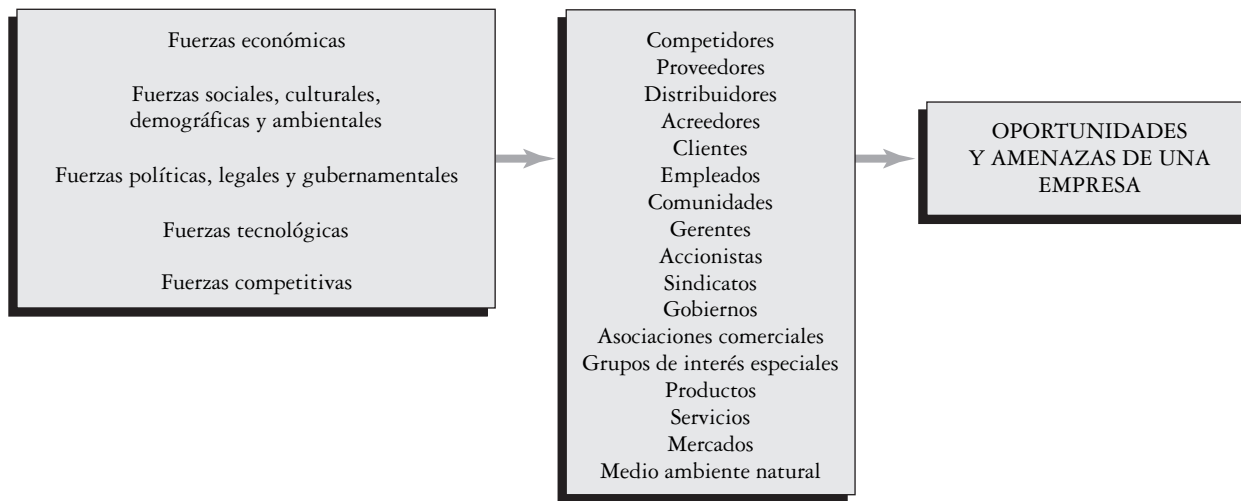 Fuerzas económicas
Fuerzas sociales, culturales,
demográficas y ambientales
Fuerzas políticas, legales y gubernamentales
Fuerzas tecnológicas
Fuerzas competitivas
Competidores
Proveedores
Distribuidores
Acreedores
Clientes
Empleados
Comunidades
Gerentes
Accionistas
Sindicatos
Gobiernos
Asociaciones comerciales
Grupos de interés especiales
Productos
Servicios
Mercados
Medio ambiente natural
OPORTUNIDADES
Y AMENAZAS DE UNA
EMPRESA